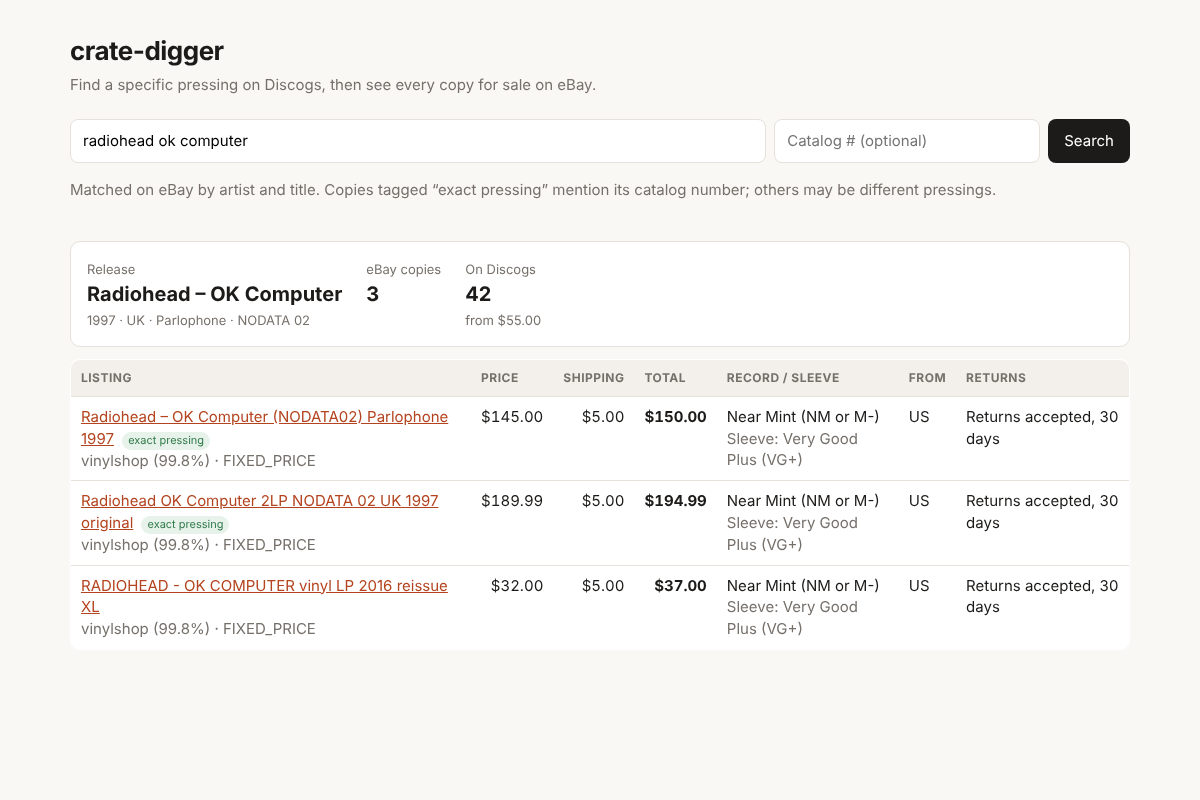 crate-digger
Find a specific pressing on Discogs, then see every copy for sale on eBay.
radiohead ok computer
Catalog # (optional)
Search
Matched on eBay by artist and title. Copies tagged “exact pressing” mention its catalog number; others may be different pressings.
Release
Radiohead – OK Computer
1997 · UK · Parlophone · NODATA 02
eBay copies
3
On Discogs
42
from $55.00
LISTING PRICE SHIPPING TOTAL RECORD / SLEEVE FROM RETURNS
Radiohead – OK Computer (NODATA02) Parlophone $145.00 $5.00 $150.00 Near Mint (NM or M-) US Returns accepted, 30
1997 exact pressing Sleeve: Very Good days
vinylshop (99.8%) · FIXED_PRICE Plus (VG+)
Radiohead OK Computer 2LP NODATA 02 UK 1997 $189.99 $5.00 $194.99 Near Mint (NM or M-) US Returns accepted, 30
original exact pressing Sleeve: Very Good days
vinylshop (99.8%) · FIXED_PRICE Plus (VG+)
RADIOHEAD - OK COMPUTER vinyl LP 2016 reissue $32.00 $5.00 $37.00 Near Mint (NM or M-) US Returns accepted, 30
XL Sleeve: Very Good days
vinylshop (99.8%) · FIXED_PRICE Plus (VG+)